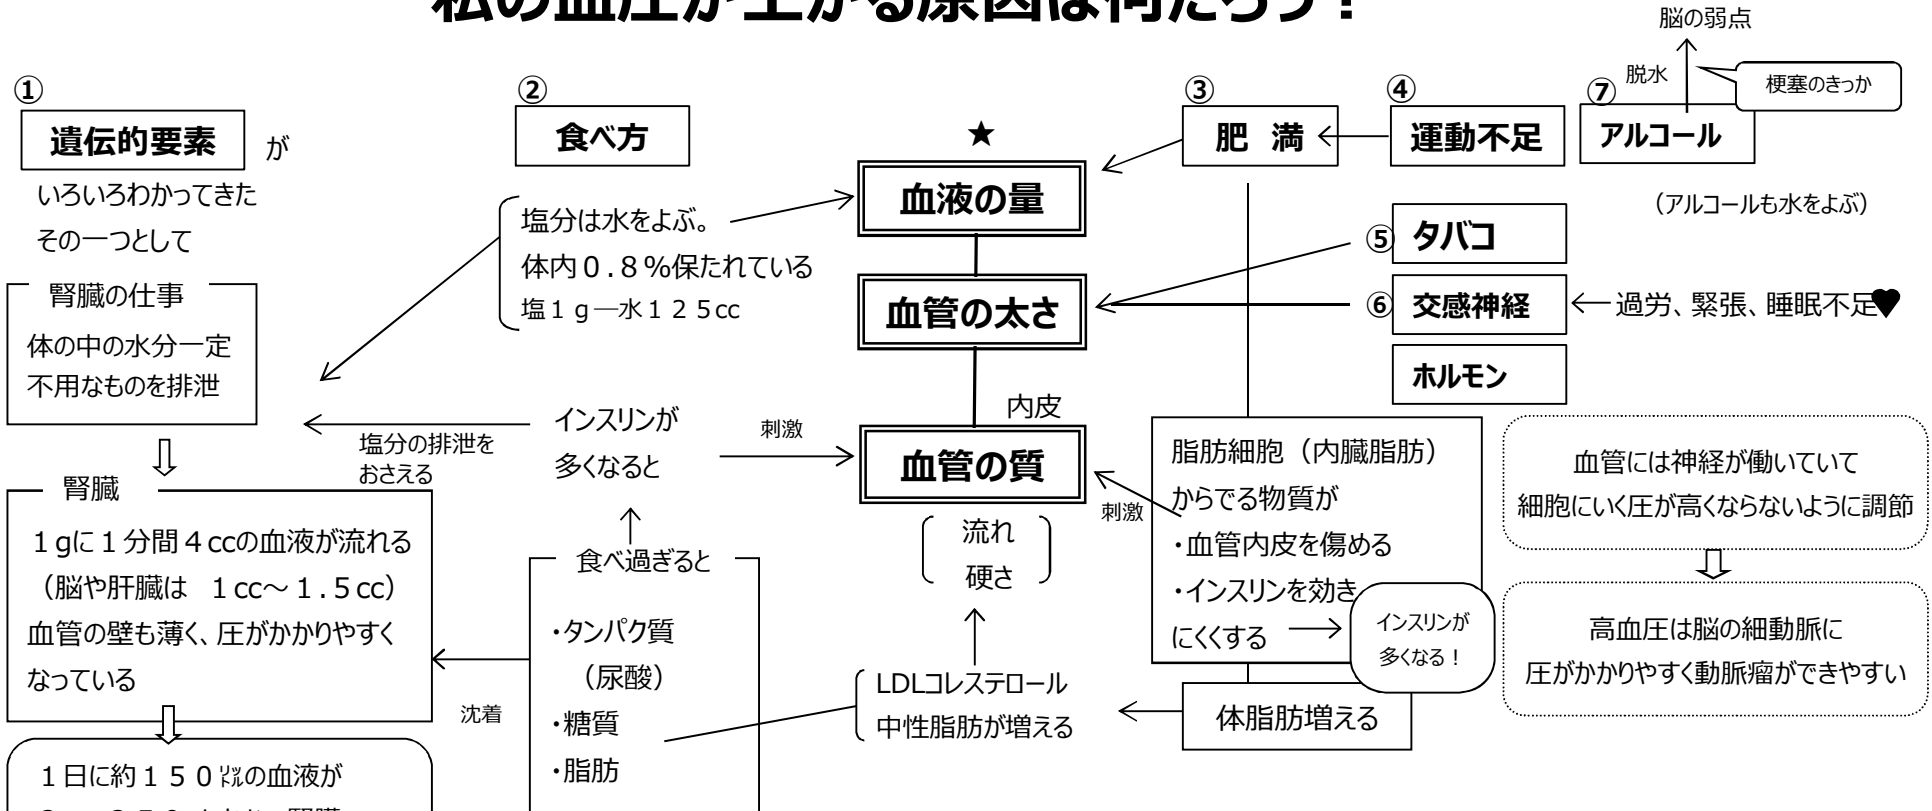 私の血圧が上がる原因は何だろう？
脳の弱点
脱水
梗塞のきっか
①
遺伝的要素
が
いろいろわかってきた
その一つとして
腎臓の仕事
体の中の水分一定
不用なものを排泄
腎臓
１gに１分間４ccの血液が流れる
（脳や肝臓は　１cc～１.５cc）
血管の壁も薄く、圧がかかりやすく
なっている
１日に約１５０㍑の血液が
②
食べ方
塩分は水をよぶ。
体内０.８％保たれている
塩１g―水１２５cc
塩分の排泄を
おさえる
インスリンが
多くなると
刺激
食べ過ぎると
・タンパク質
（尿酸）
・糖質
・脂肪
沈着
★
血液の量
血管の太さ
内皮
血管の質
流れ
硬さ
LDLコレステロール
中性脂肪が増える
③
肥　満
④
運動不足
⑦
アルコール
（アルコールも水をよぶ）
⑤
タバコ
⑥
交感神経
過労、緊張、睡眠不足♥
ホルモン
刺激
脂肪細胞（内臓脂肪）
からでる物質が
・血管内皮を傷める
・インスリンを効き
にくくする
インスリンが
多くなる！
体脂肪増える
血管には神経が働いていて
細胞にいく圧が高くならないように調節
高血圧は脳の細動脈に
圧がかかりやすく動脈瘤ができやすい